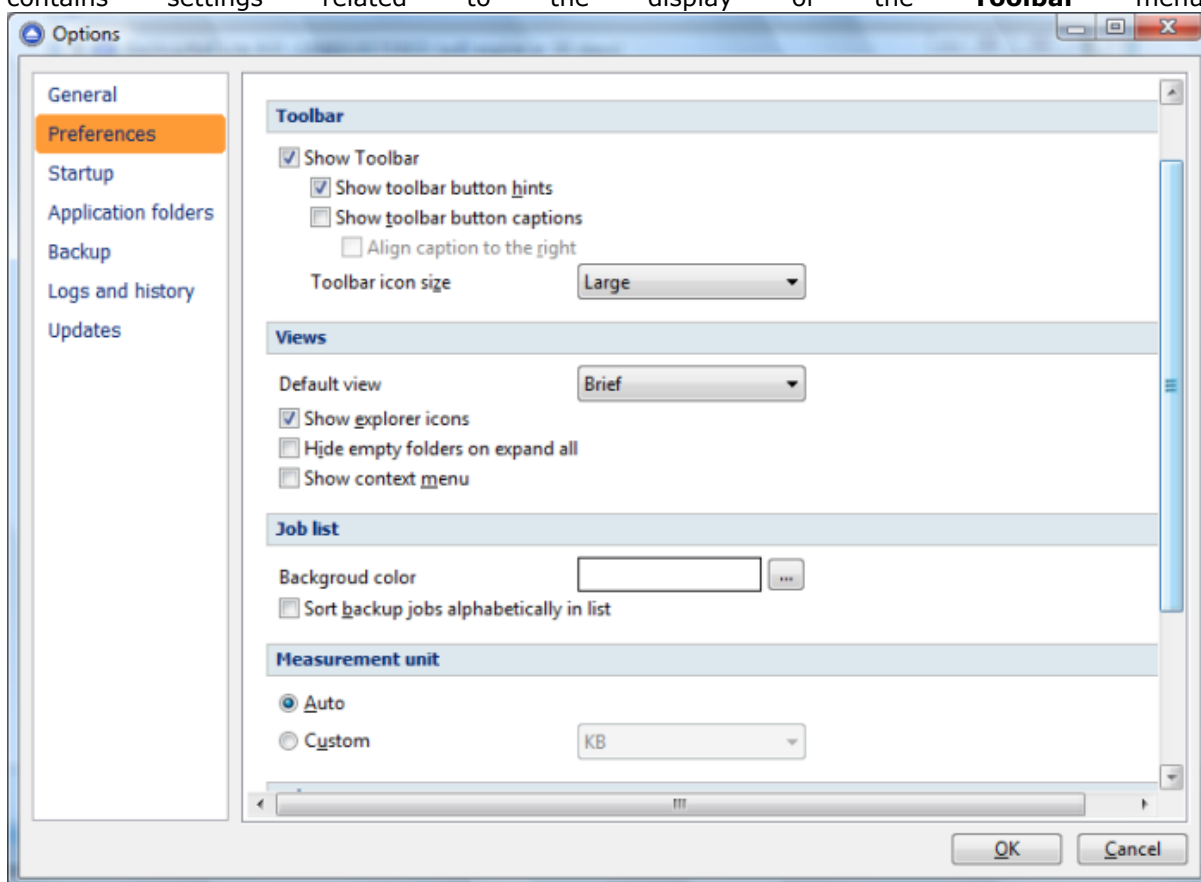 contains settings related to the display of the Toolbar menu
Options
General
Preferences
Startup
Application folders
Backup
Logs and history
Updates
Toolbar
Show Toolbar
Show toolbar button hints
Show toolbar button captions
Align caption to the right
Toolbar icon size Large
Views
Default view Brief
Show explorer icons
Hide empty folders on expand all
Show context menu
Job list
Backgroud color ...
Sort backup jobs alphabetically in list
Measurement unit
Auto
Custom KB
OK Cancel